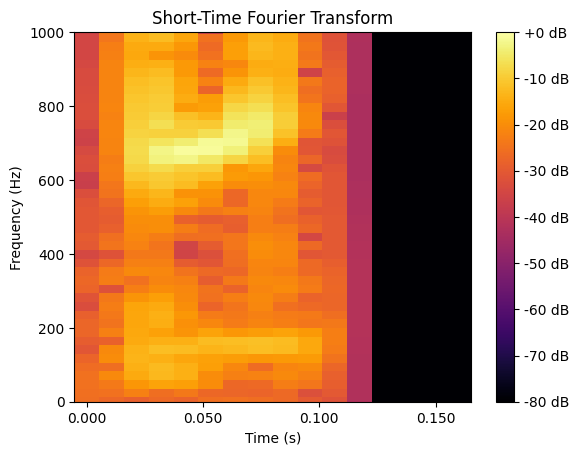 Short-Time Fourier Transform
1000
800
600
400
200
0
Frequency (Hz)
0.000
0.050
0.100
0.150
Time (s)
+0 dB
-10 dB
-20 dB
-30 dB
-40 dB
-50 dB
-60 dB
-70 dB
-80 dB